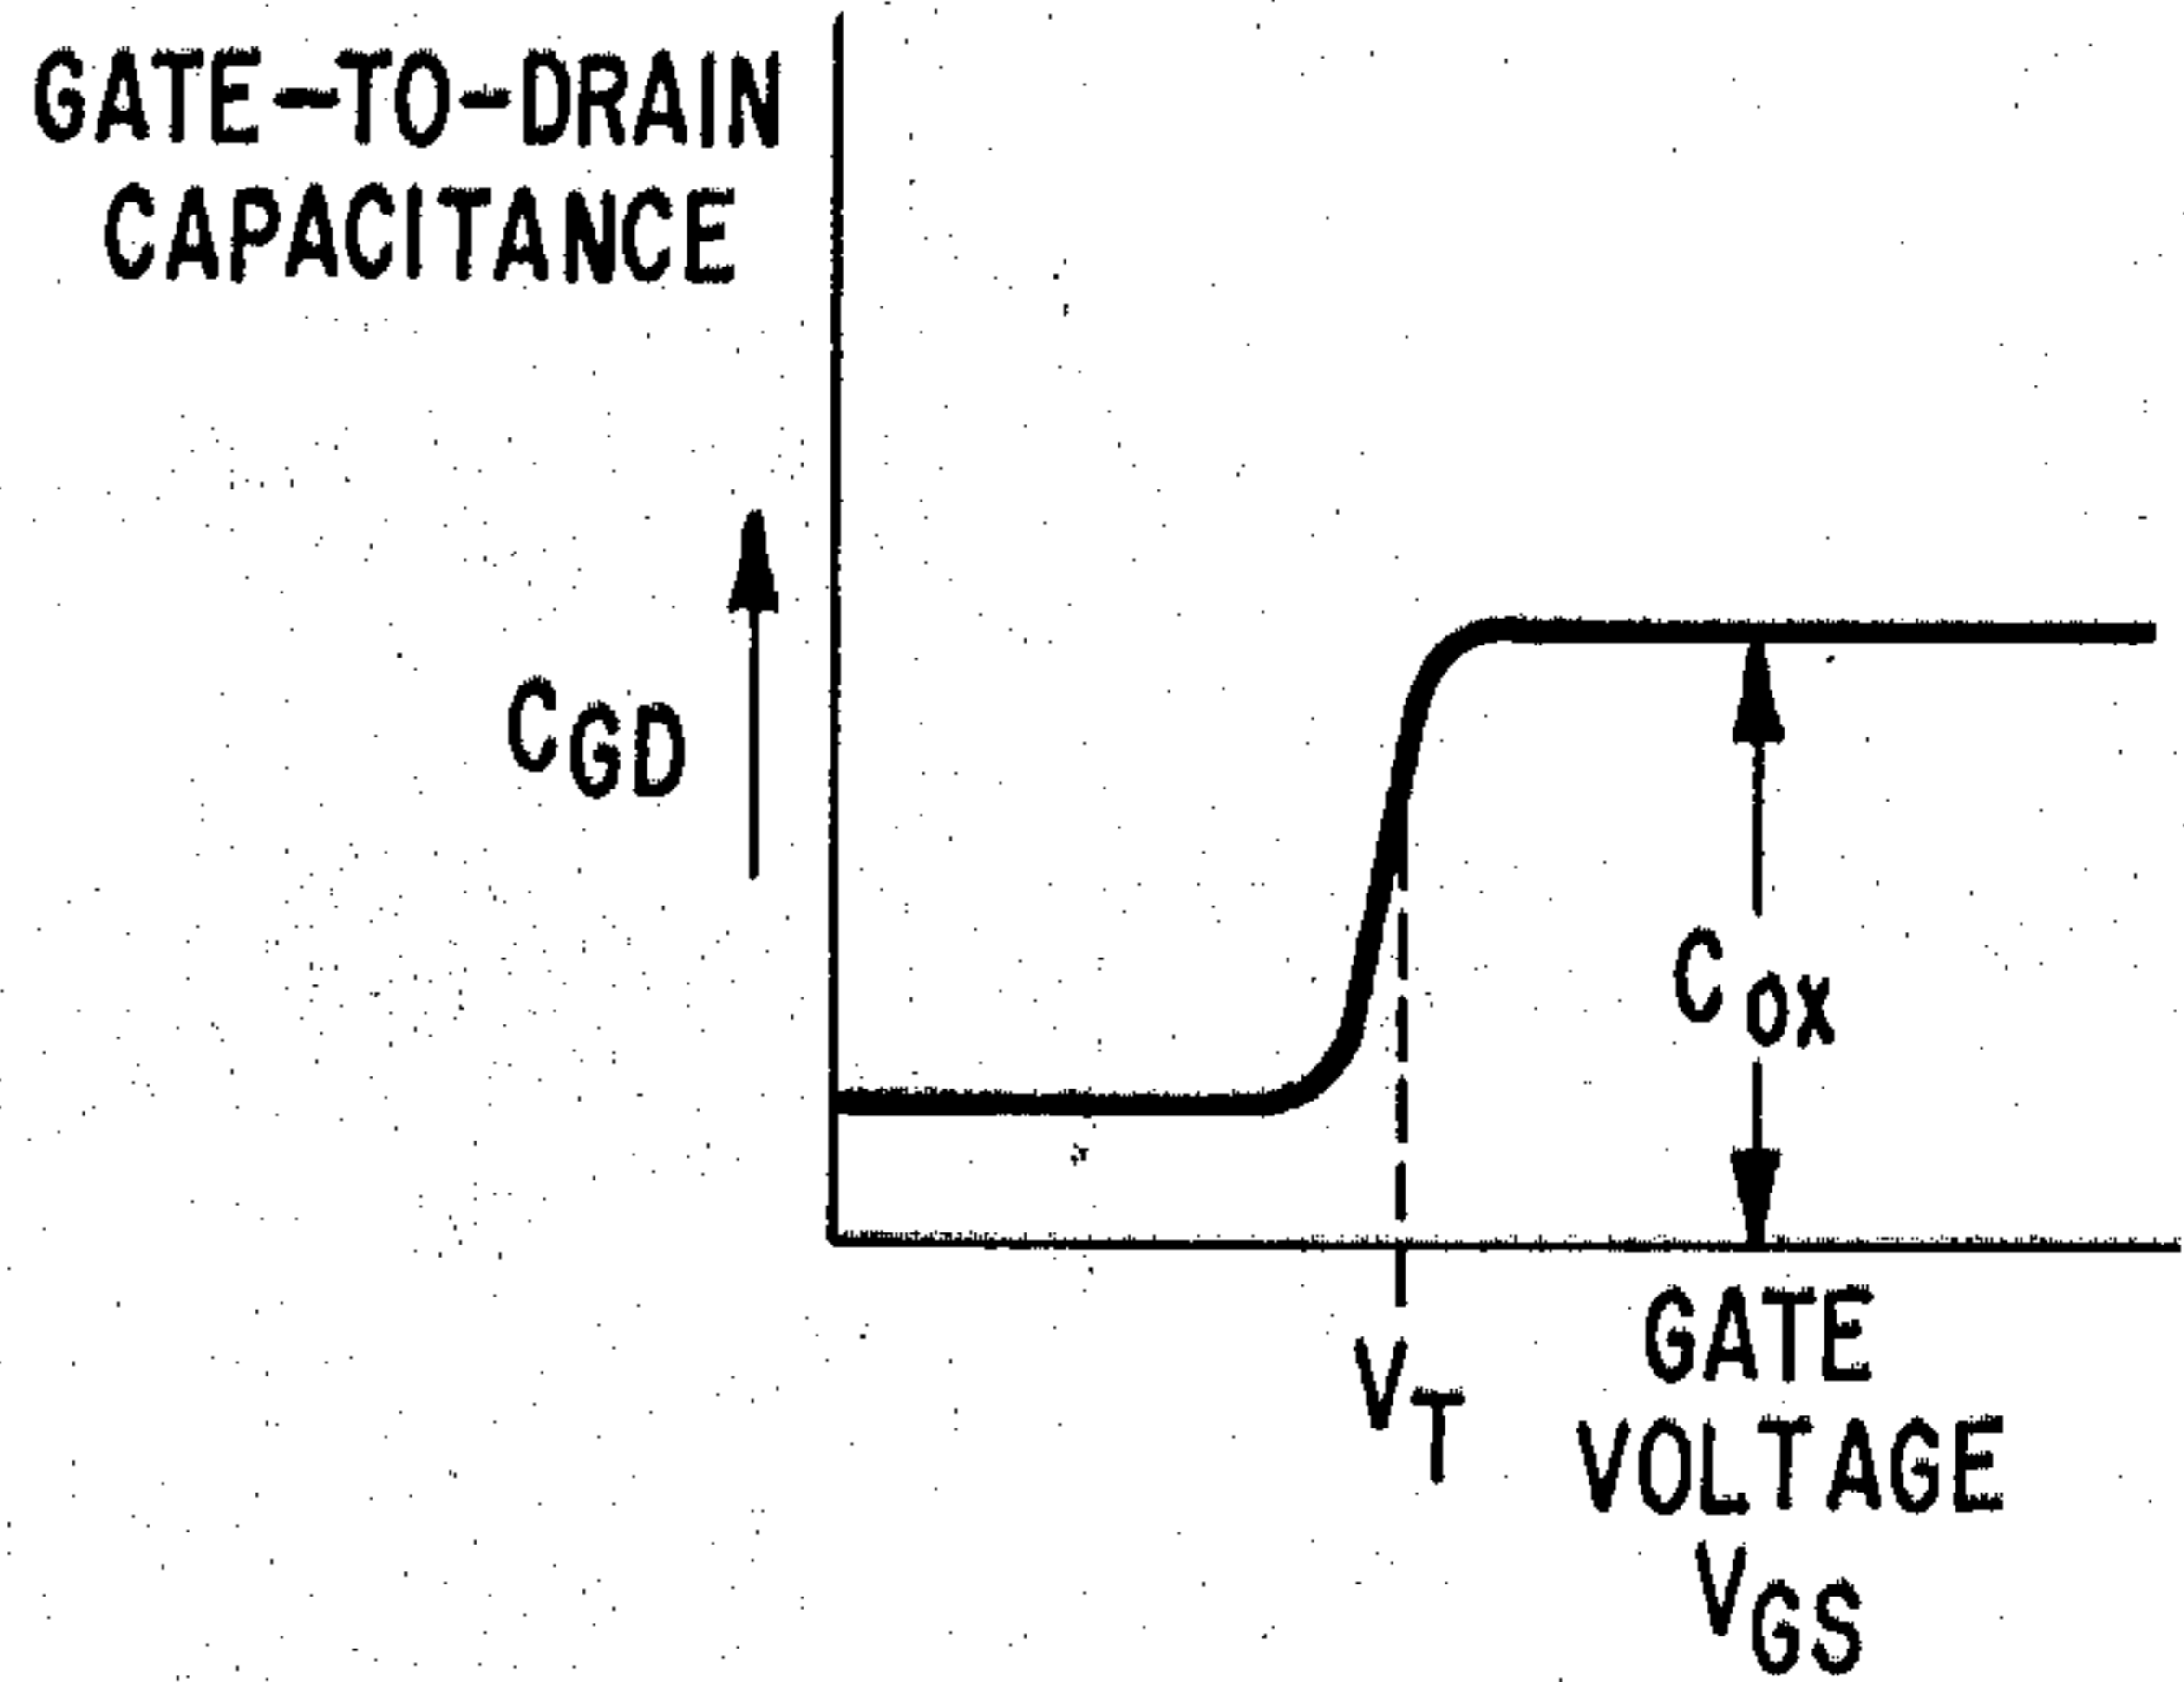 GATE-TO-DRAIN
CAPACITANCE
CGD
COX
VT
GATE
VOLTAGE
VGS